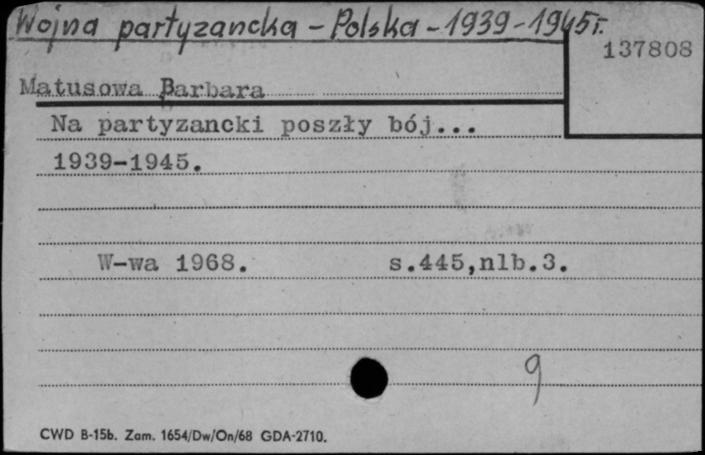 Wojna partyzancka - Polska - 1939 - 1945 r.
137808
Matusowa Barbara
Na partyzancki poszły bój...
1939-1945.
W-wa 1968. s.445,nlb.3.
9
CWD B-15b. Zam. 1654/Dw/On/68 GDA-2710.